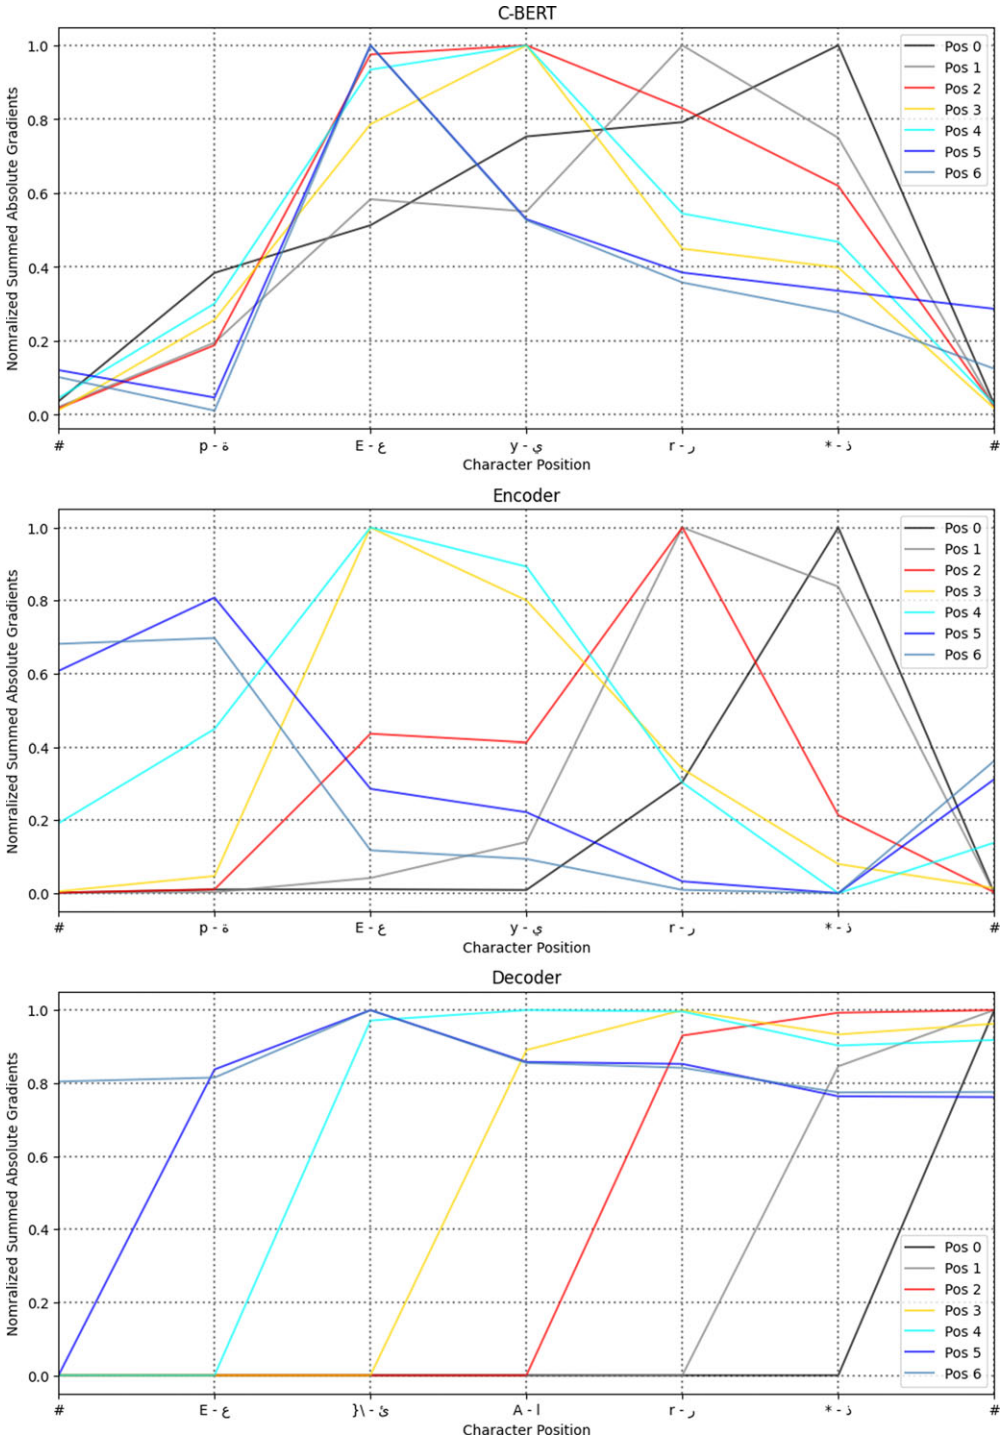 C-BERT
Nomralized Summed Absolute Gradients
1.0
0.8
0.6
0.4
0.2
0.0
Pos 0
Pos 1
Pos 2
Pos 3
Pos 4
Pos 5
Pos 6
# p - ة E - ع y - ي r - ر * - ذ #
Character Position
Encoder
Nomralized Summed Absolute Gradients
1.0
0.8
0.6
0.4
0.2
0.0
Pos 0
Pos 1
Pos 2
Pos 3
Pos 4
Pos 5
Pos 6
# p - ة E - ع y - ي r - ر * - ذ #
Character Position
Decoder
Nomralized Summed Absolute Gradients
1.0
0.8
0.6
0.4
0.2
0.0
Pos 0
Pos 1
Pos 2
Pos 3
Pos 4
Pos 5
Pos 6
# E - ع }\ - ئ A - ا r - ر * - ذ #
Character Position